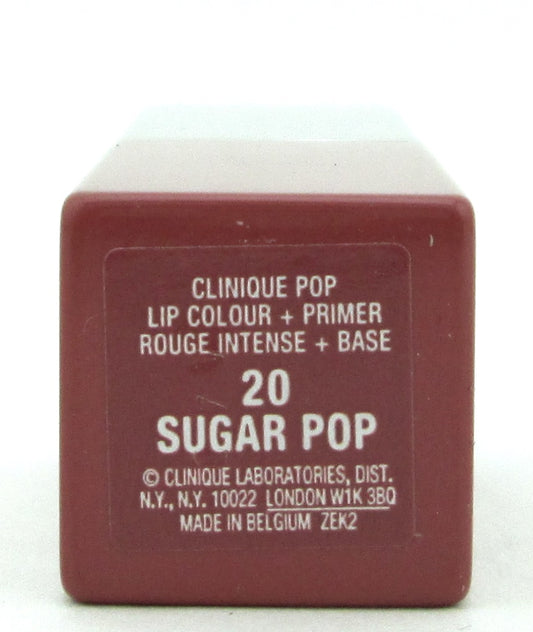 CLINIQUE POP
LIP COLOUR + PRIMER
ROUGE INTENSE + BASE
20
SUGAR POP
© CLINIQUE LABORATORIES, DIST.
N.Y., N.Y. 10022 LONDON W1K 3BQ
MADE IN BELGIUM ZEK2